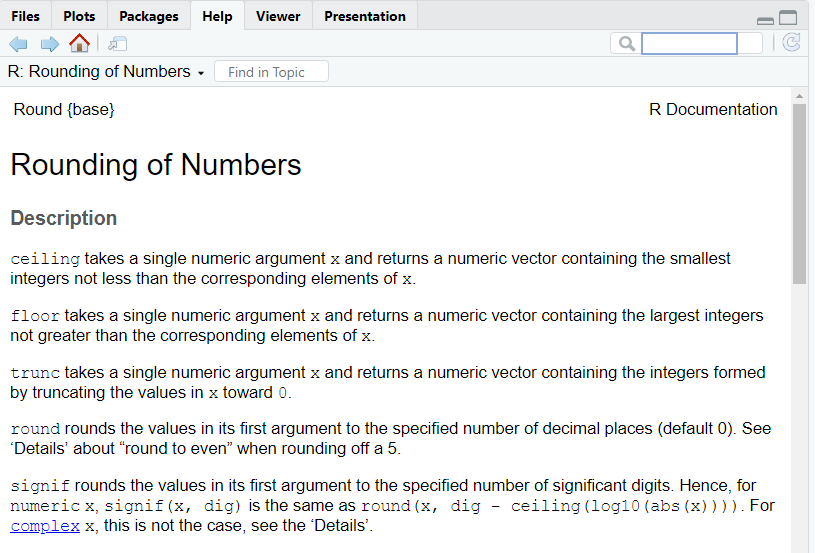 Files Plots Packages Help Viewer Presentation
R: Rounding of Numbers Find in Topic
Round {base} R Documentation
Rounding of Numbers
Description
ceiling takes a single numeric argument x and returns a numeric vector containing the smallest
integers not less than the corresponding elements of x.
floor takes a single numeric argument x and returns a numeric vector containing the largest integers
not greater than the corresponding elements of x.
trunc takes a single numeric argument x and returns a numeric vector containing the integers formed
by truncating the values in x toward 0.
round rounds the values in its first argument to the specified number of decimal places (default 0). See
‘Details’ about “round to even” when rounding off a 5.
signif rounds the values in its first argument to the specified number of significant digits. Hence, for
numeric x, signif(x, dig) is the same as round(x, dig - ceiling(log10(abs(x)))). For
complex x, this is not the case, see the ‘Details’.